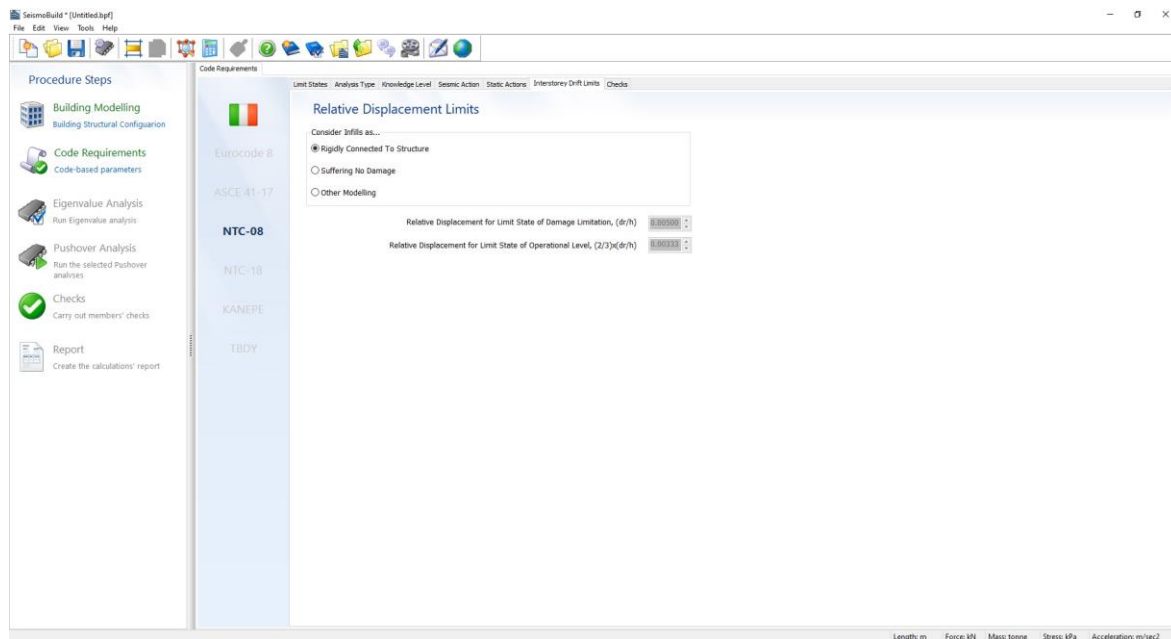 SeismoBuild * [Untitled.bpf]
File Edit View Tools Help
Procedure Steps
Building Modelling
Building Structural Configuarion
Code Requirements
Code-based parameters
Eigenvalue Analysis
Run Eigenvalue analysis
Pushover Analysis
Run the selected Pushover
analyses
Checks
Carry out members' checks
Report
Create the calculations' report
Code Requirements
Eurocode 8
ASCE 41-17
NTC-08
NTC-18
KANEPE
TBDY
Limit States Analysis Type Knowledge Level Seismic Action Static Actions Interstorey Drift Limits Checks
Relative Displacement Limits
Consider Infills as...
Rigidly Connected To Structure
Suffering No Damage
Other Modelling
Relative Displacement for Limit State of Damage Limitation, (dr/h) 0.00500
Relative Displacement for Limit State of Operational Level, (2/3)x(dr/h) 0.00333
Length: m Force: kN Mass: tonne Stress: kPa Acceleration: m/sec2